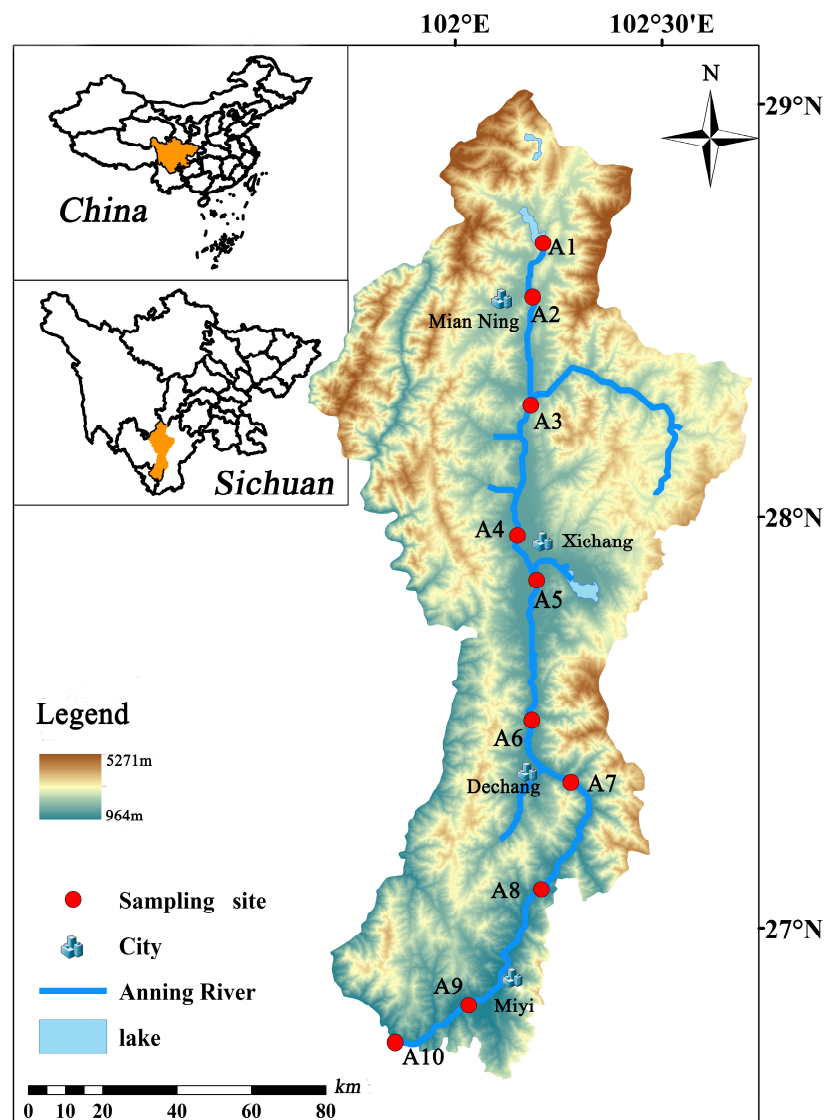 102°E 102°30'E
N
29°N
China
A1
Mian Ning
A2
A3
Sichuan
28°N
A4
Xichang
A5
Legend
A6
5271m
964m
Dechang
A7
A8
Sampling site
27°N
City
A9
Miyi
Anning River
lake
A10
km
0 10 20 40 60 80